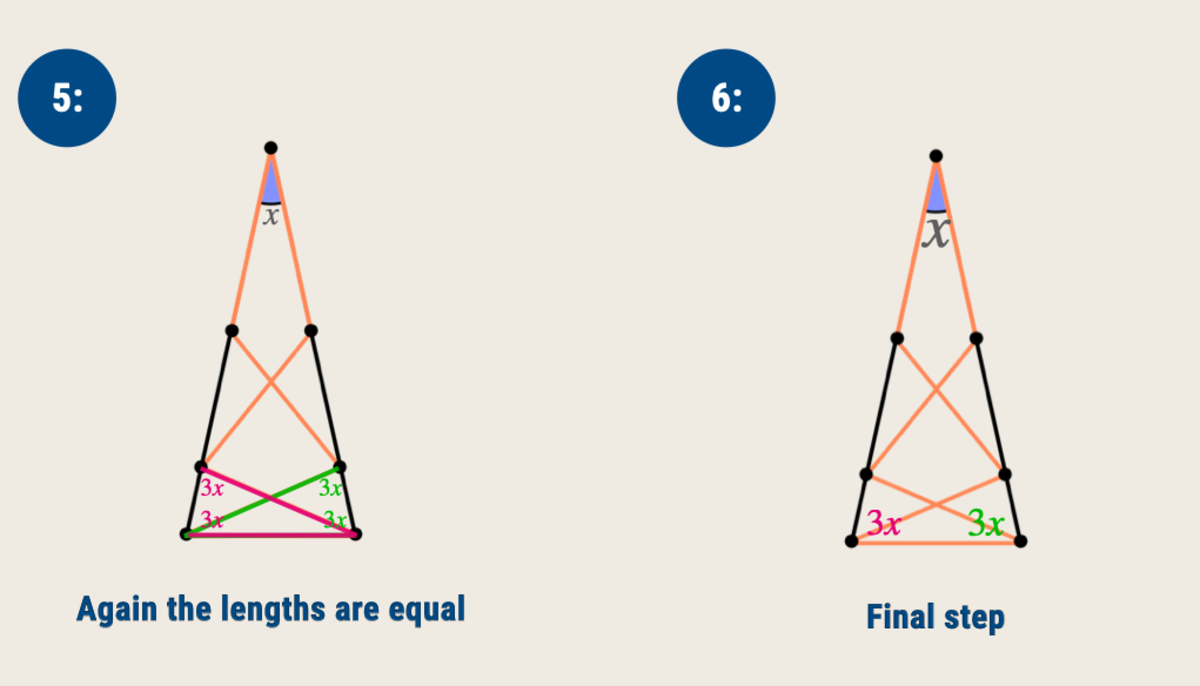 5:
x
3x
3x
3x
3x
Again the lengths are equal
6:
x
3x
3x
Final step